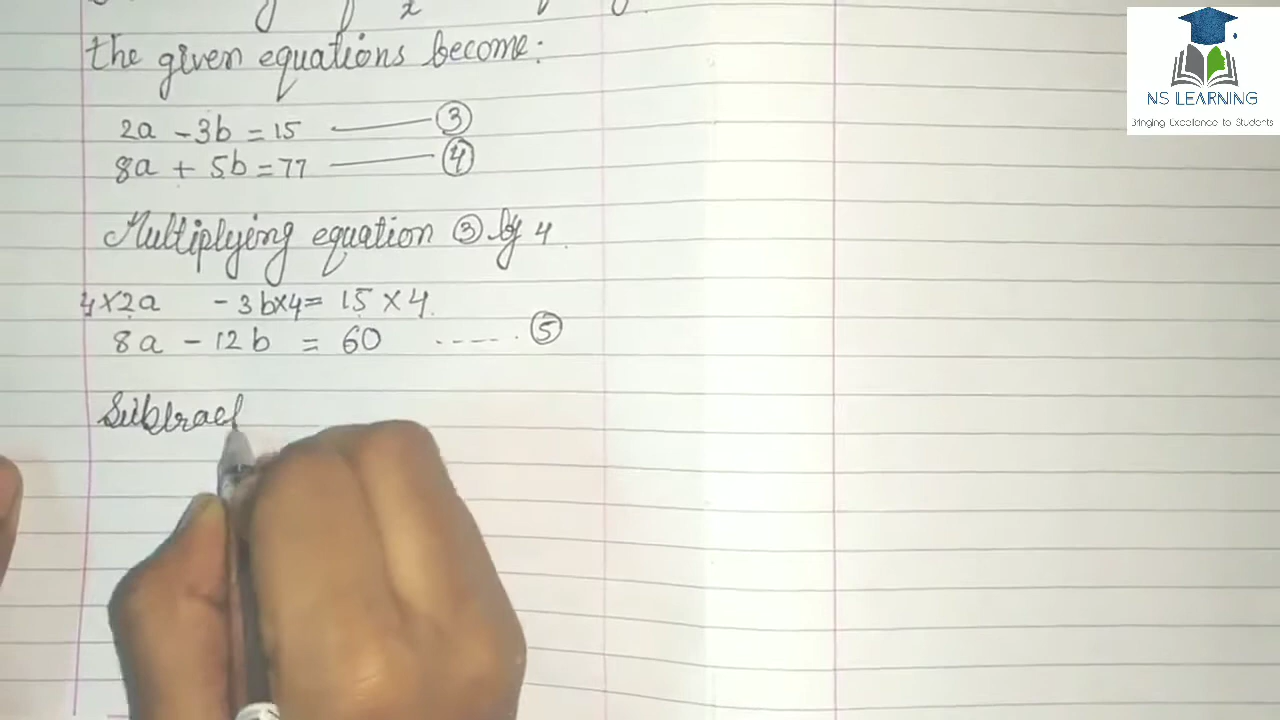 x
the given equations become:
2a - 3b = 15 ——— ③
8a + 5b = 77 ——— ④
Multiplying equation ③ by 4.
4×2a - 3b×4 = 15 × 4.
8a - 12b = 60 ------. ⑤
Subtract
NS LEARNING
Bringing Excellence to Students